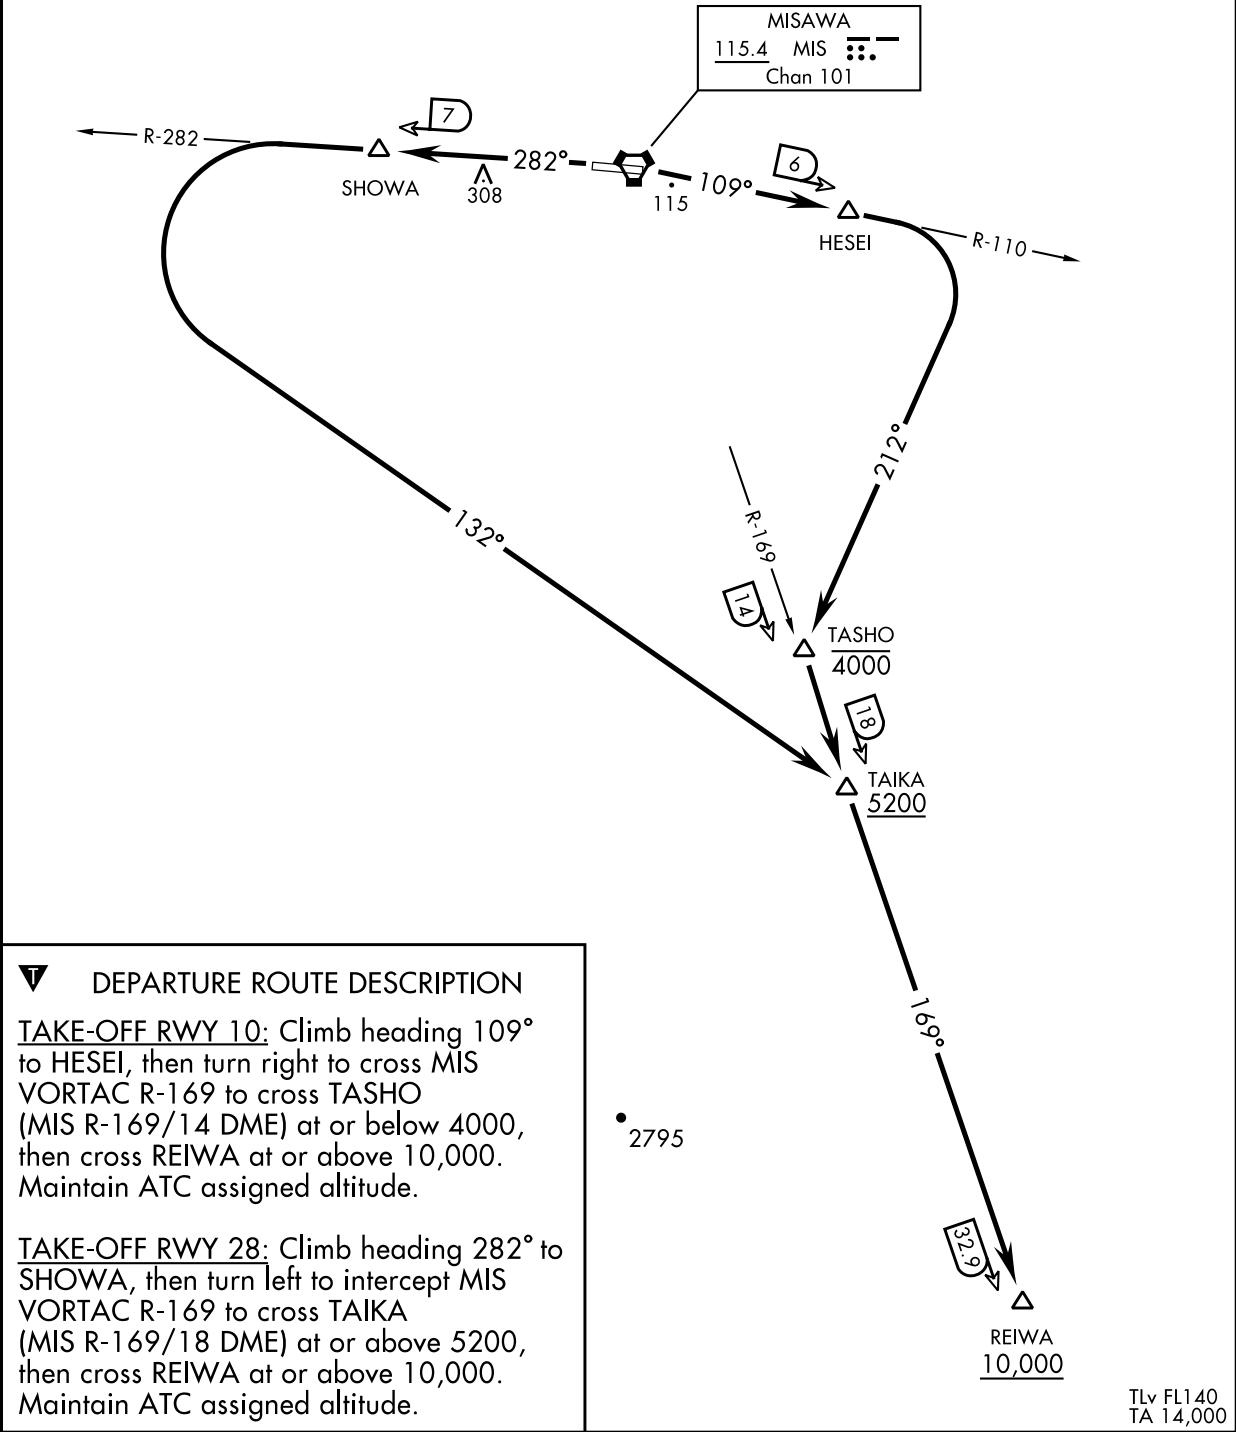 MISAWA
115.4 MIS
Chan 101
7
R-282
282°
6
SHOWA
308
115
109°
HESEI
R-110
212°
132°
R-169
14
TASHO
4000
18
TAIKA
5200
169°
T
DEPARTURE ROUTE DESCRIPTION
TAKE-OFF RWY 10: Climb heading 109°
to HESEI, then turn right to cross MIS
VORTAC R-169 to cross TASHO
(MIS R-169/14 DME) at or below 4000,
then cross REIWA at or above 10,000.
Maintain ATC assigned altitude.
TAKE-OFF RWY 28: Climb heading 282° to
SHOWA, then turn left to intercept MIS
VORTAC R-169 to cross TAIKA
(MIS R-169/18 DME) at or above 5200,
then cross REIWA at or above 10,000.
Maintain ATC assigned altitude.
2795
32.9
REIWA
10,000
TLv FL140
TA 14,000